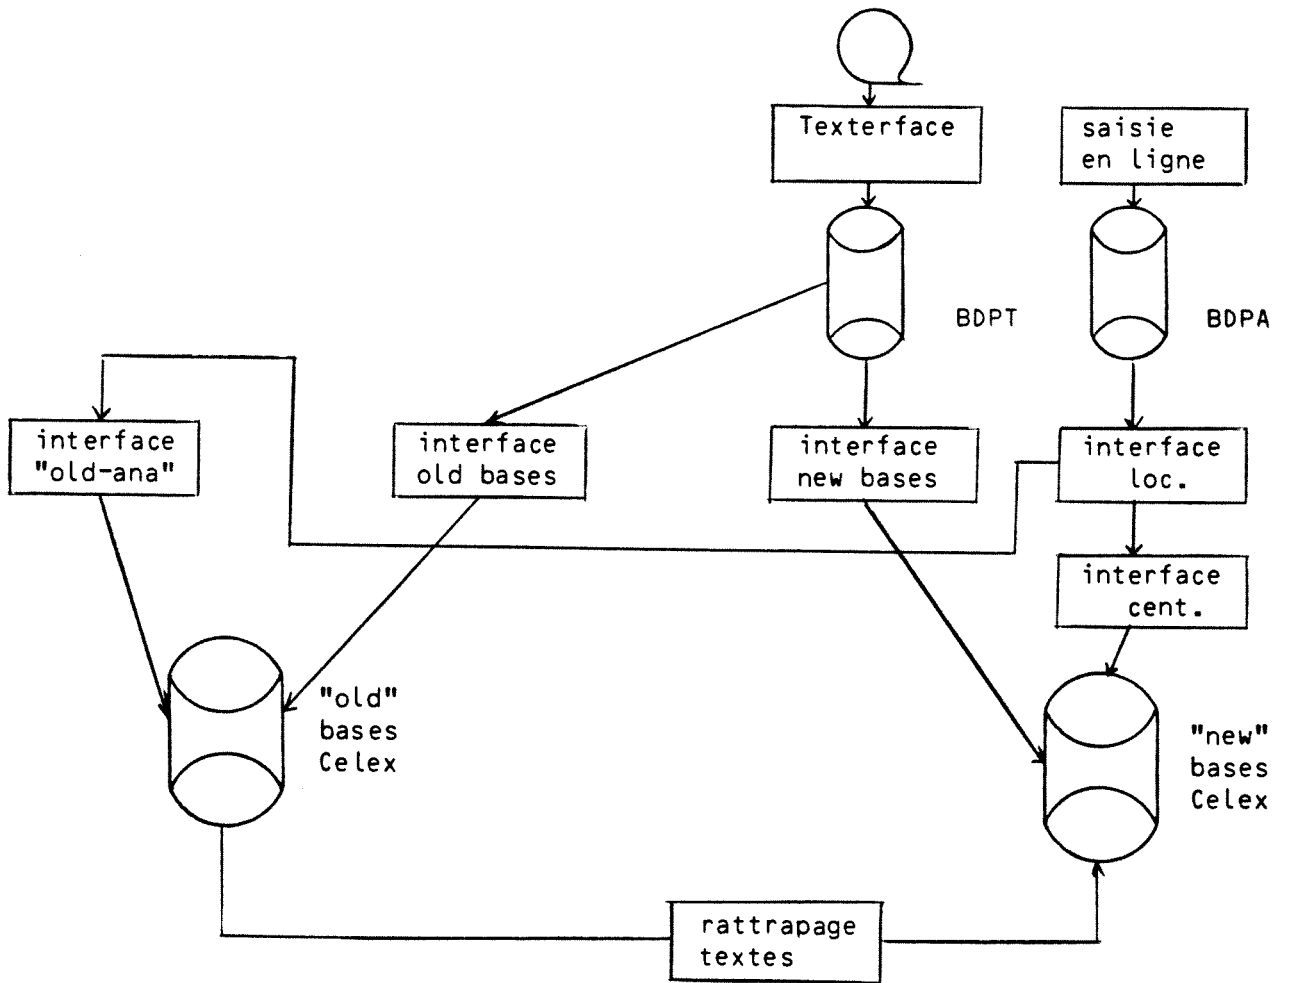 Texterface
saisie
en ligne
BDPT
BDPA
interface
"old-ana"
interface
old bases
interface
new bases
interface
loc.
interface
cent.
"old"
bases
Celex
"new"
bases
Celex
rattrapage
textes